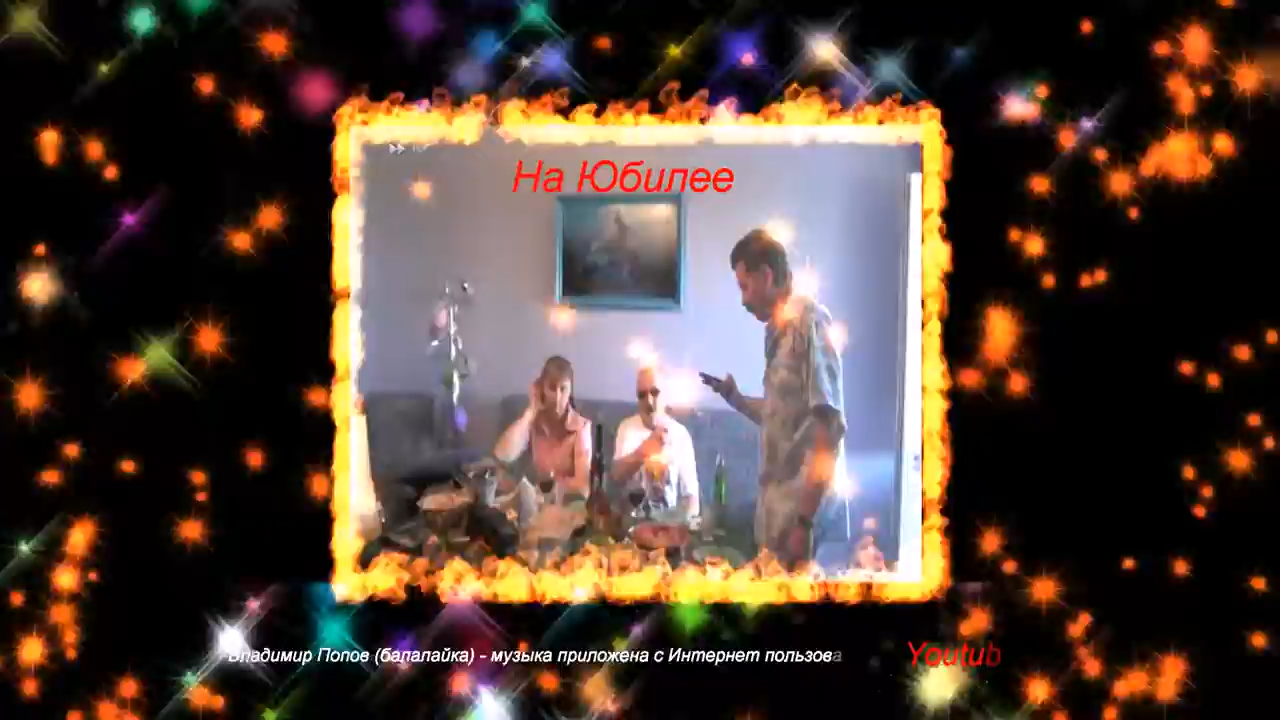 На Юбилее
Владимир Попов (балалайка) - музыка приложена с Интернет пользова
Youtub